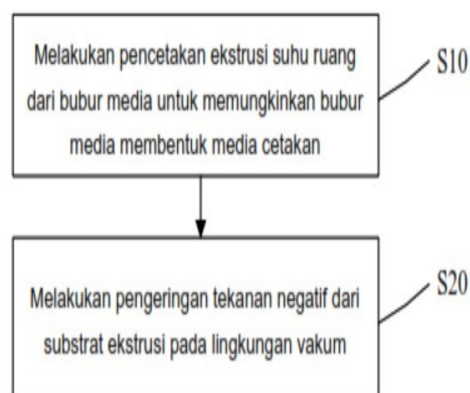 Melakukan pencetakan ekstrusi suhu ruang
dari bubur media untuk memungkinkan bubur
media membentuk media cetakan
S10
Melakukan pengeringan tekanan negatif dari
substrat ekstrusi pada lingkungan vakum
S20